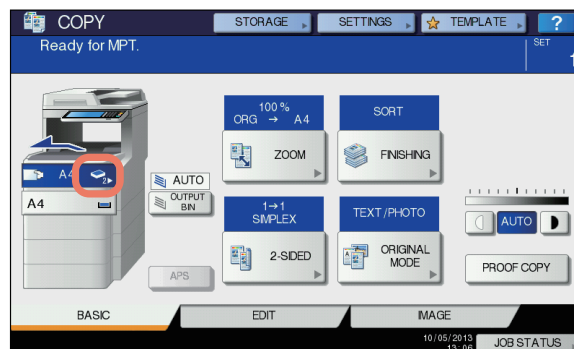 COPY
STORAGE
SETTINGS
TEMPLATE
?
Ready for MPT.
SET
1
100 %
ORG → A4
ZOOM
SORT
FINISHING
A4
2
A4
AUTO
OUTPUT
BIN
1→1
SIMPLEX
2-SIDED
TEXT/PHOTO
ORIGINAL
MODE
AUTO
APS
PROOF COPY
BASIC
EDIT
IMAGE
10/05/2013
13:06
JOB STATUS